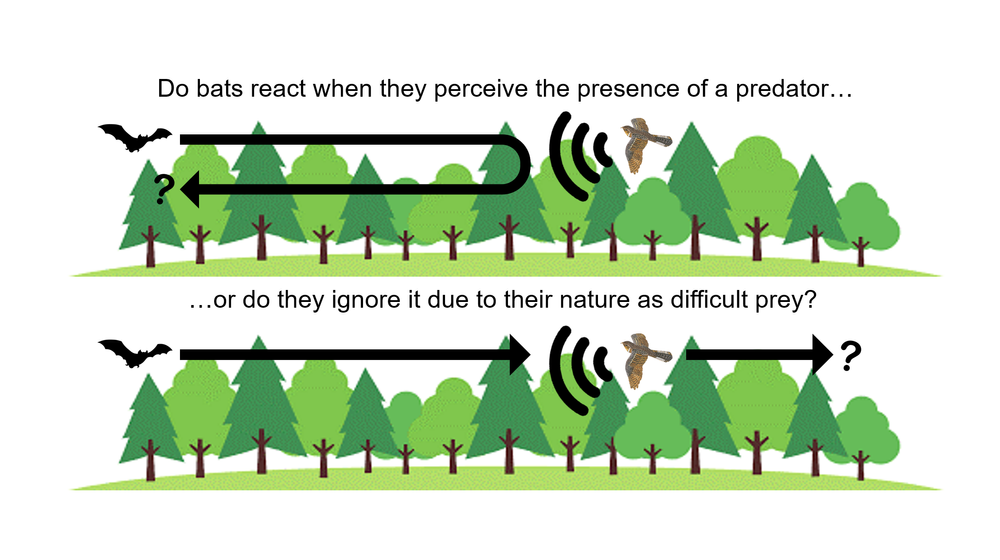 Do bats react when they perceive the presence of a predator…
?
…or do they ignore it due to their nature as difficult prey?
?